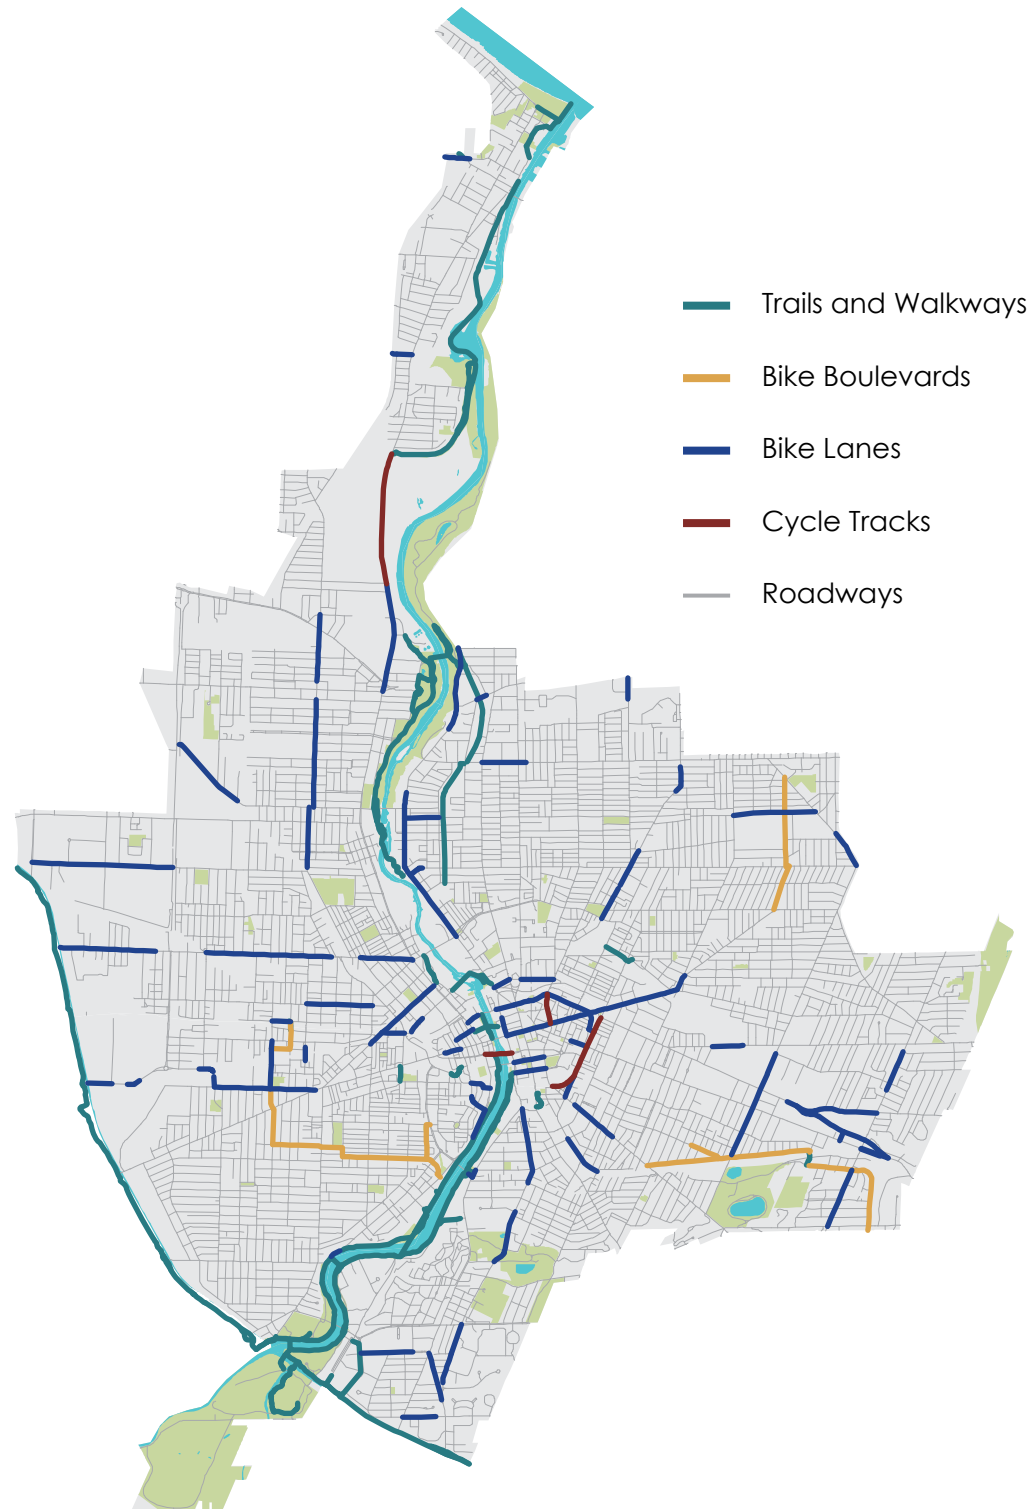 Trails and Walkways
Bike Boulevards
Bike Lanes
Cycle Tracks
Roadways